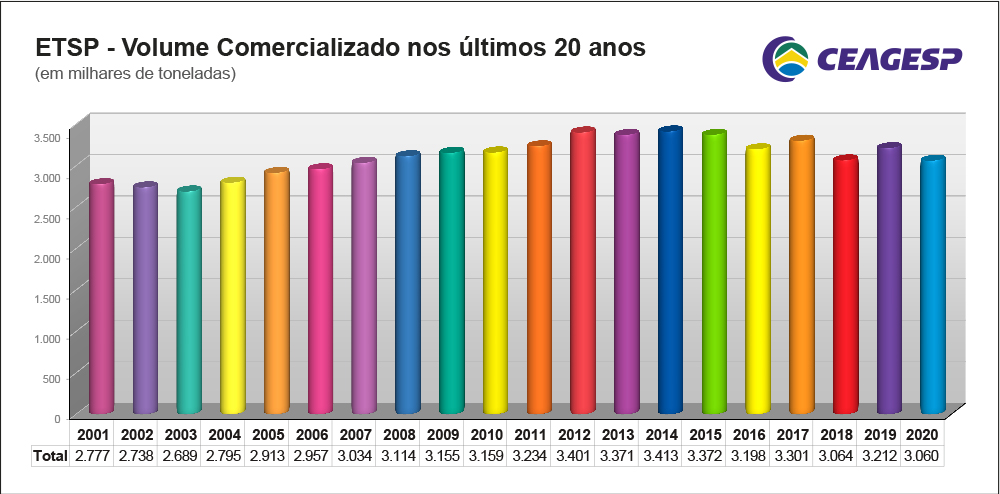 ETSP - Volume Comercializado nos últimos 20 anos
(em milhares de toneladas)
CEAGESP
3.500
3.000
2.500
2.000
1.500
1.000
500
0
2001 2002 2003 2004 2005 2006 2007 2008 2009 2010 2011 2012 2013 2014 2015 2016 2017 2018 2019 2020
Total 2.777 2.738 2.689 2.795 2.913 2.957 3.034 3.114 3.155 3.159 3.234 3.401 3.371 3.413 3.372 3.198 3.301 3.064 3.212 3.060